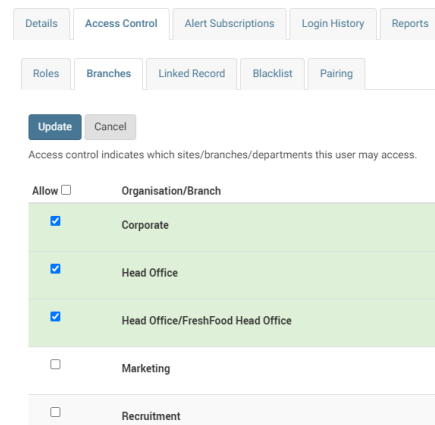 Details Access Control Alert Subscriptions Login History Reports
Roles Branches Linked Record Blacklist Pairing
Update Cancel
Access control indicates which sites/branches/departments this user may access.
Allow Organisation/Branch
Corporate
Head Office
Head Office/FreshFood Head Office
Marketing
Recruitment